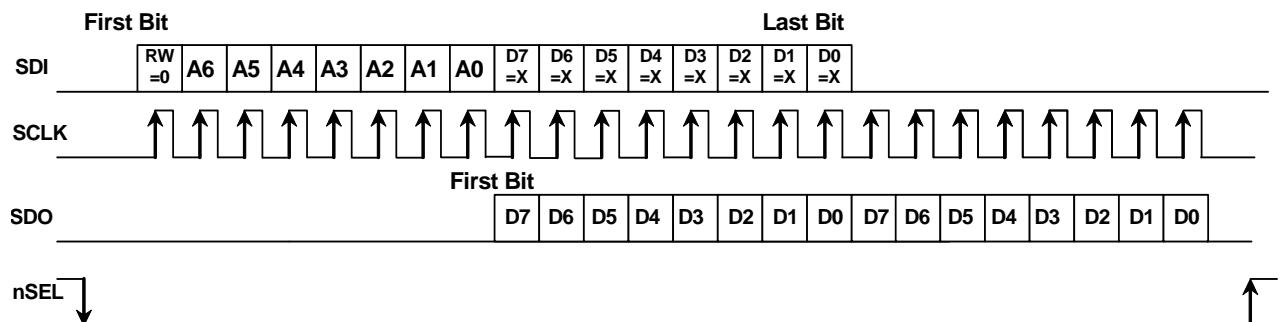 First Bit Last Bit
SDI RW =0 A6 A5 A4 A3 A2 A1 A0 D7 =X D6 =X D5 =X D4 =X D3 =X D2 =X D1 =X D0 =X
SCLK
First Bit
SDO D7 D6 D5 D4 D3 D2 D1 D0 D7 D6 D5 D4 D3 D2 D1 D0
nSEL